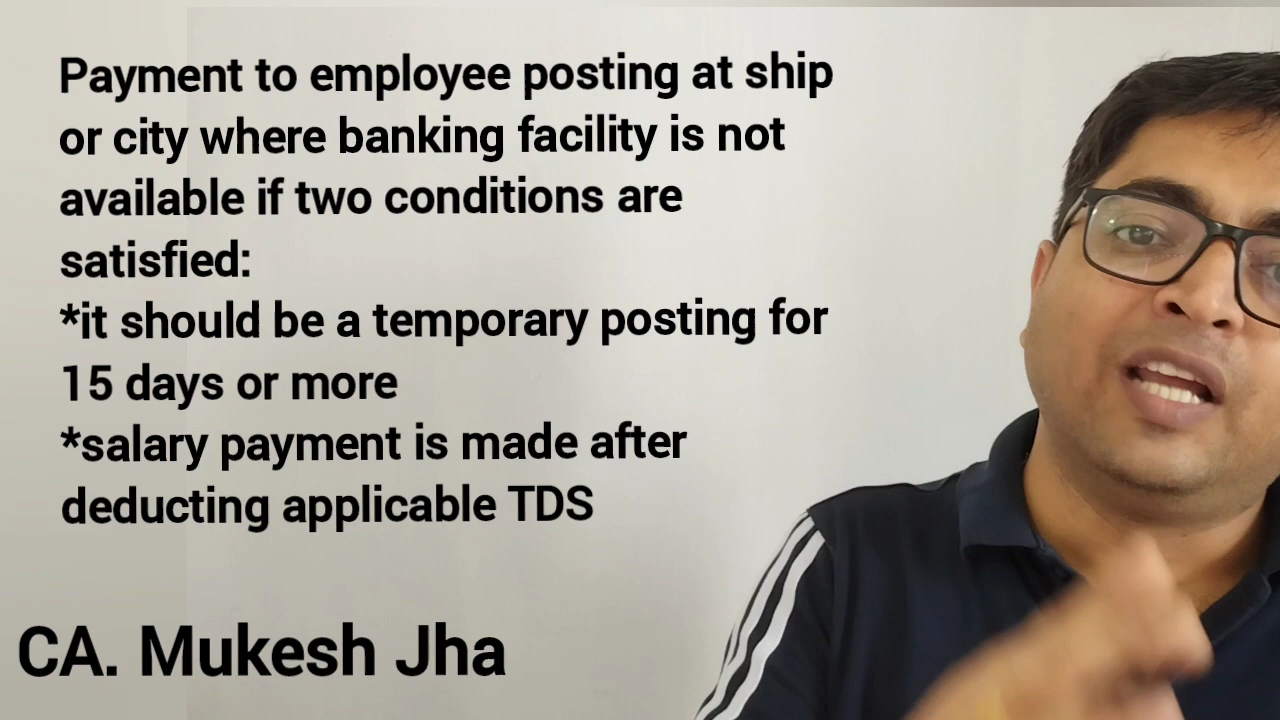 Payment to employee posting at ship
or city where banking facility is not
available if two conditions are
satisfied:
*it should be a temporary posting for
15 days or more
*salary payment is made after
deducting applicable TDS
CA. Mukesh Jha